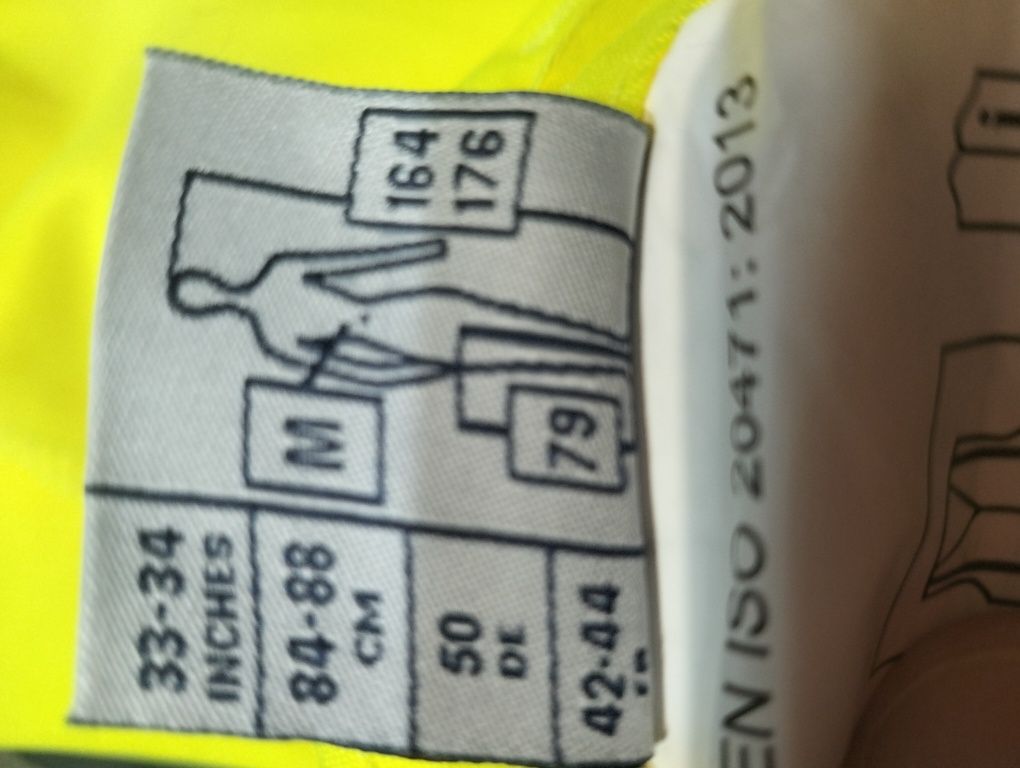 164
176
M
79
33-34
INCHES
84-88
CM
50
DE
42-44
EN ISO 20471: 2013
i